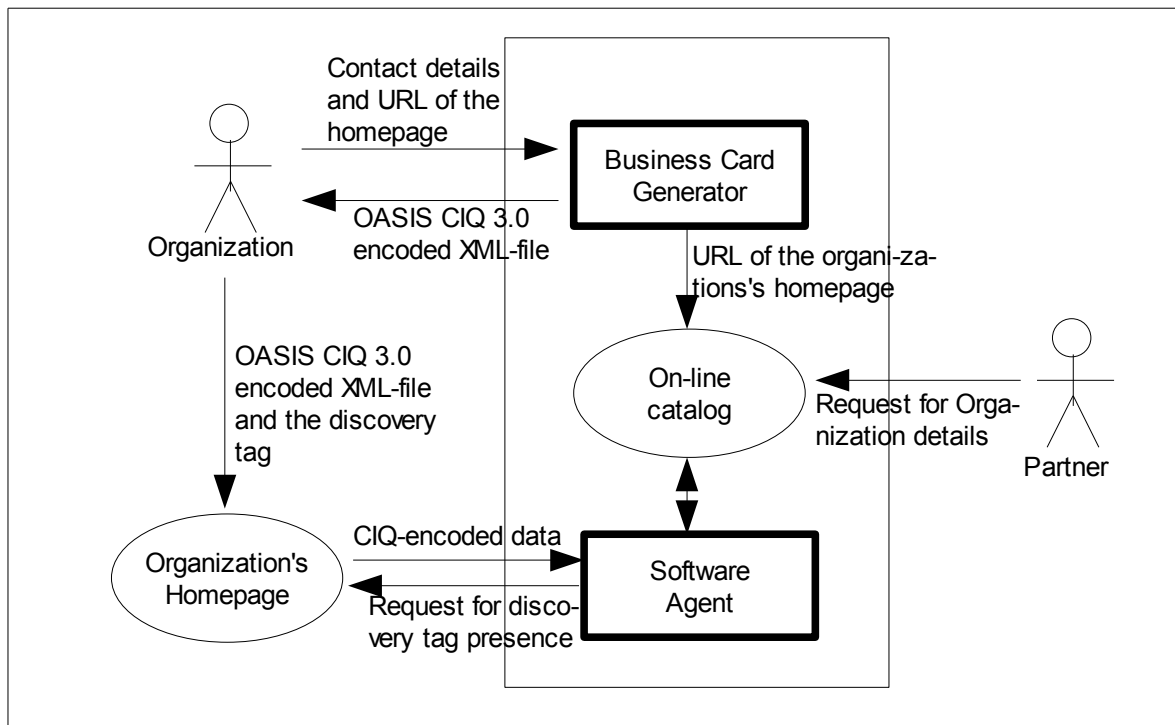 Contact details
and URL of the
homepage
Business Card
Generator
OASIS CIQ 3.0
encoded XML-file
Organization
URL of the organi-za-
tions's homepage
OASIS CIQ 3.0
encoded XML-file
and the discovery
tag
On-line
catalog
Request for Orga-
nization details
Partner
CIQ-encoded data
Organization's
Homepage
Software
Agent
Request for disco-
very tag presence